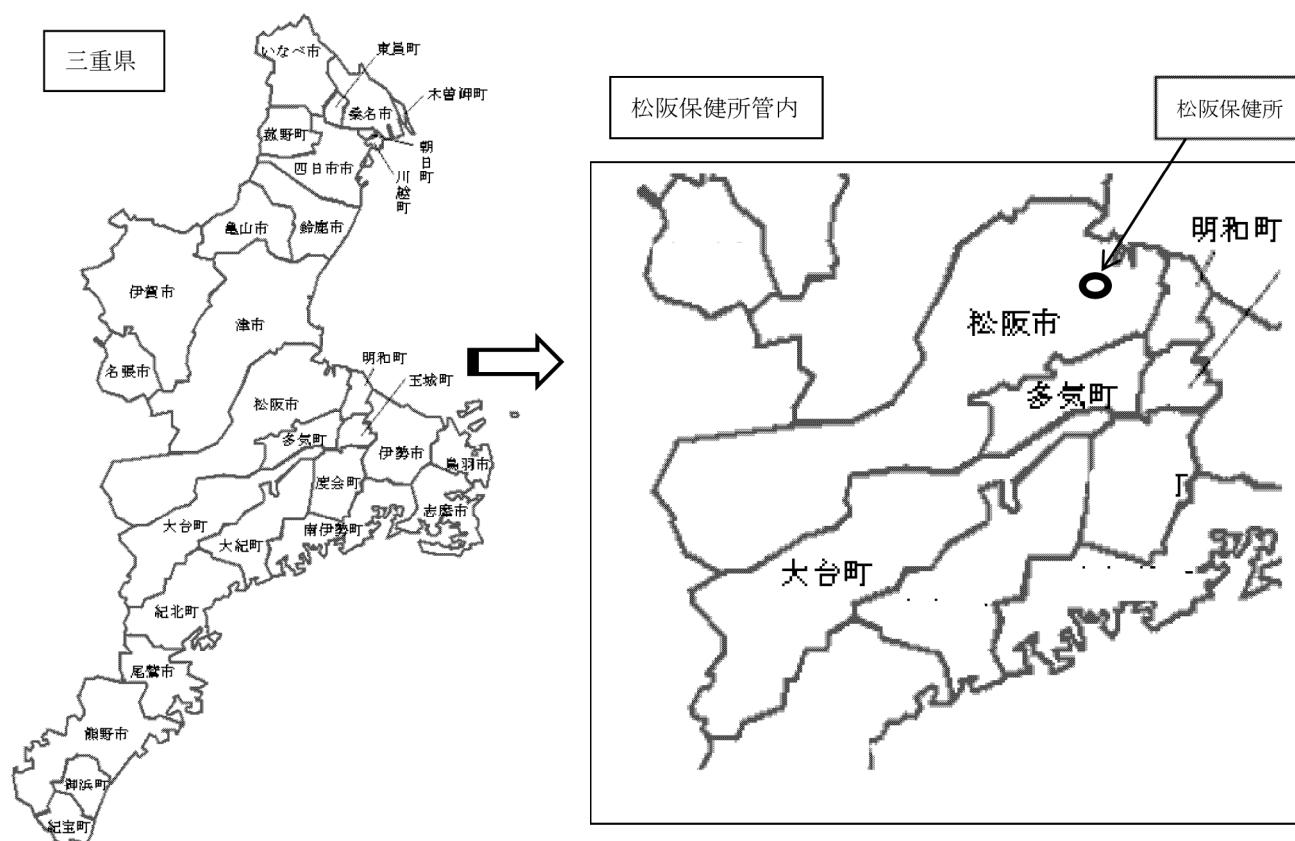 三重県
いなべ市
東員町
木曽岬町
桑名市
菰野町
朝日町
四日市市
川越町
亀山市
鈴鹿市
伊賀市
津市
名張市
明和町
玉城町
松阪市
多気町
伊勢市
鳥羽市
度会町
志摩市
大台町
南伊勢町
大紀町
紀北町
尾鷲市
熊野市
御浜町
紀宝町
松阪保健所管内
松阪保健所
明和町
松阪市
多気町
大台町